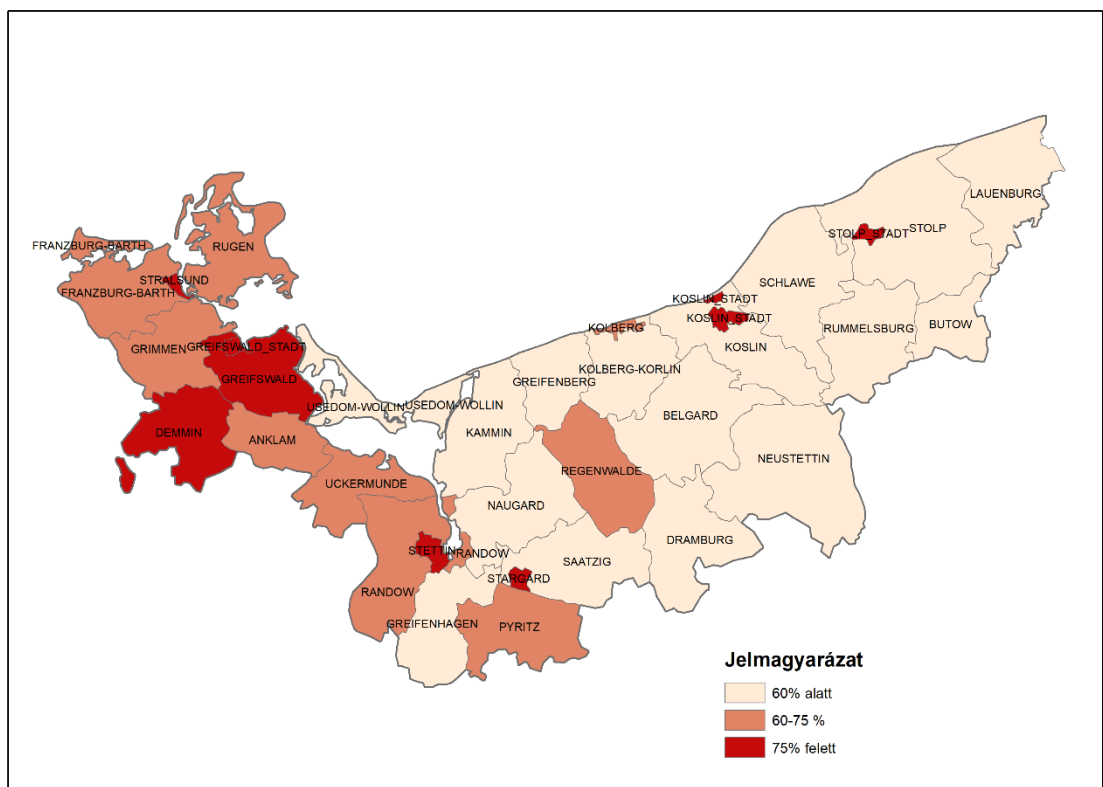 LAUENBURG
STOLP
STOLP_STADT
FRANZBURG-BARTH
RUGEN
STRALSUND
SCHLAWE
FRANZBURG-BARTH
KOSLIN_STADT
KOSLIN_STADT
KOLBERG
RUMMELSBURG
BUTOW
GREIFSWALD_STADT
GRIMMEN
KOSLIN
KOLBERG-KORLIN
GREIFSWALD
GREIFENBERG
USEDOM-WOLLIN
USEDOM-WOLLIN
BELGARD
DEMMIN
ANKLAM
KAMMIN
NEUSTETTIN
REGENWALDE
UCKERMUNDE
NAUGARD
DRAMBURG
STETTIN
RANDOW
SAATZIG
STARGARD
RANDOW
GREIFENHAGEN
PYRITZ
Jelmagyarázat
60% alatt
60-75 %
75% felett